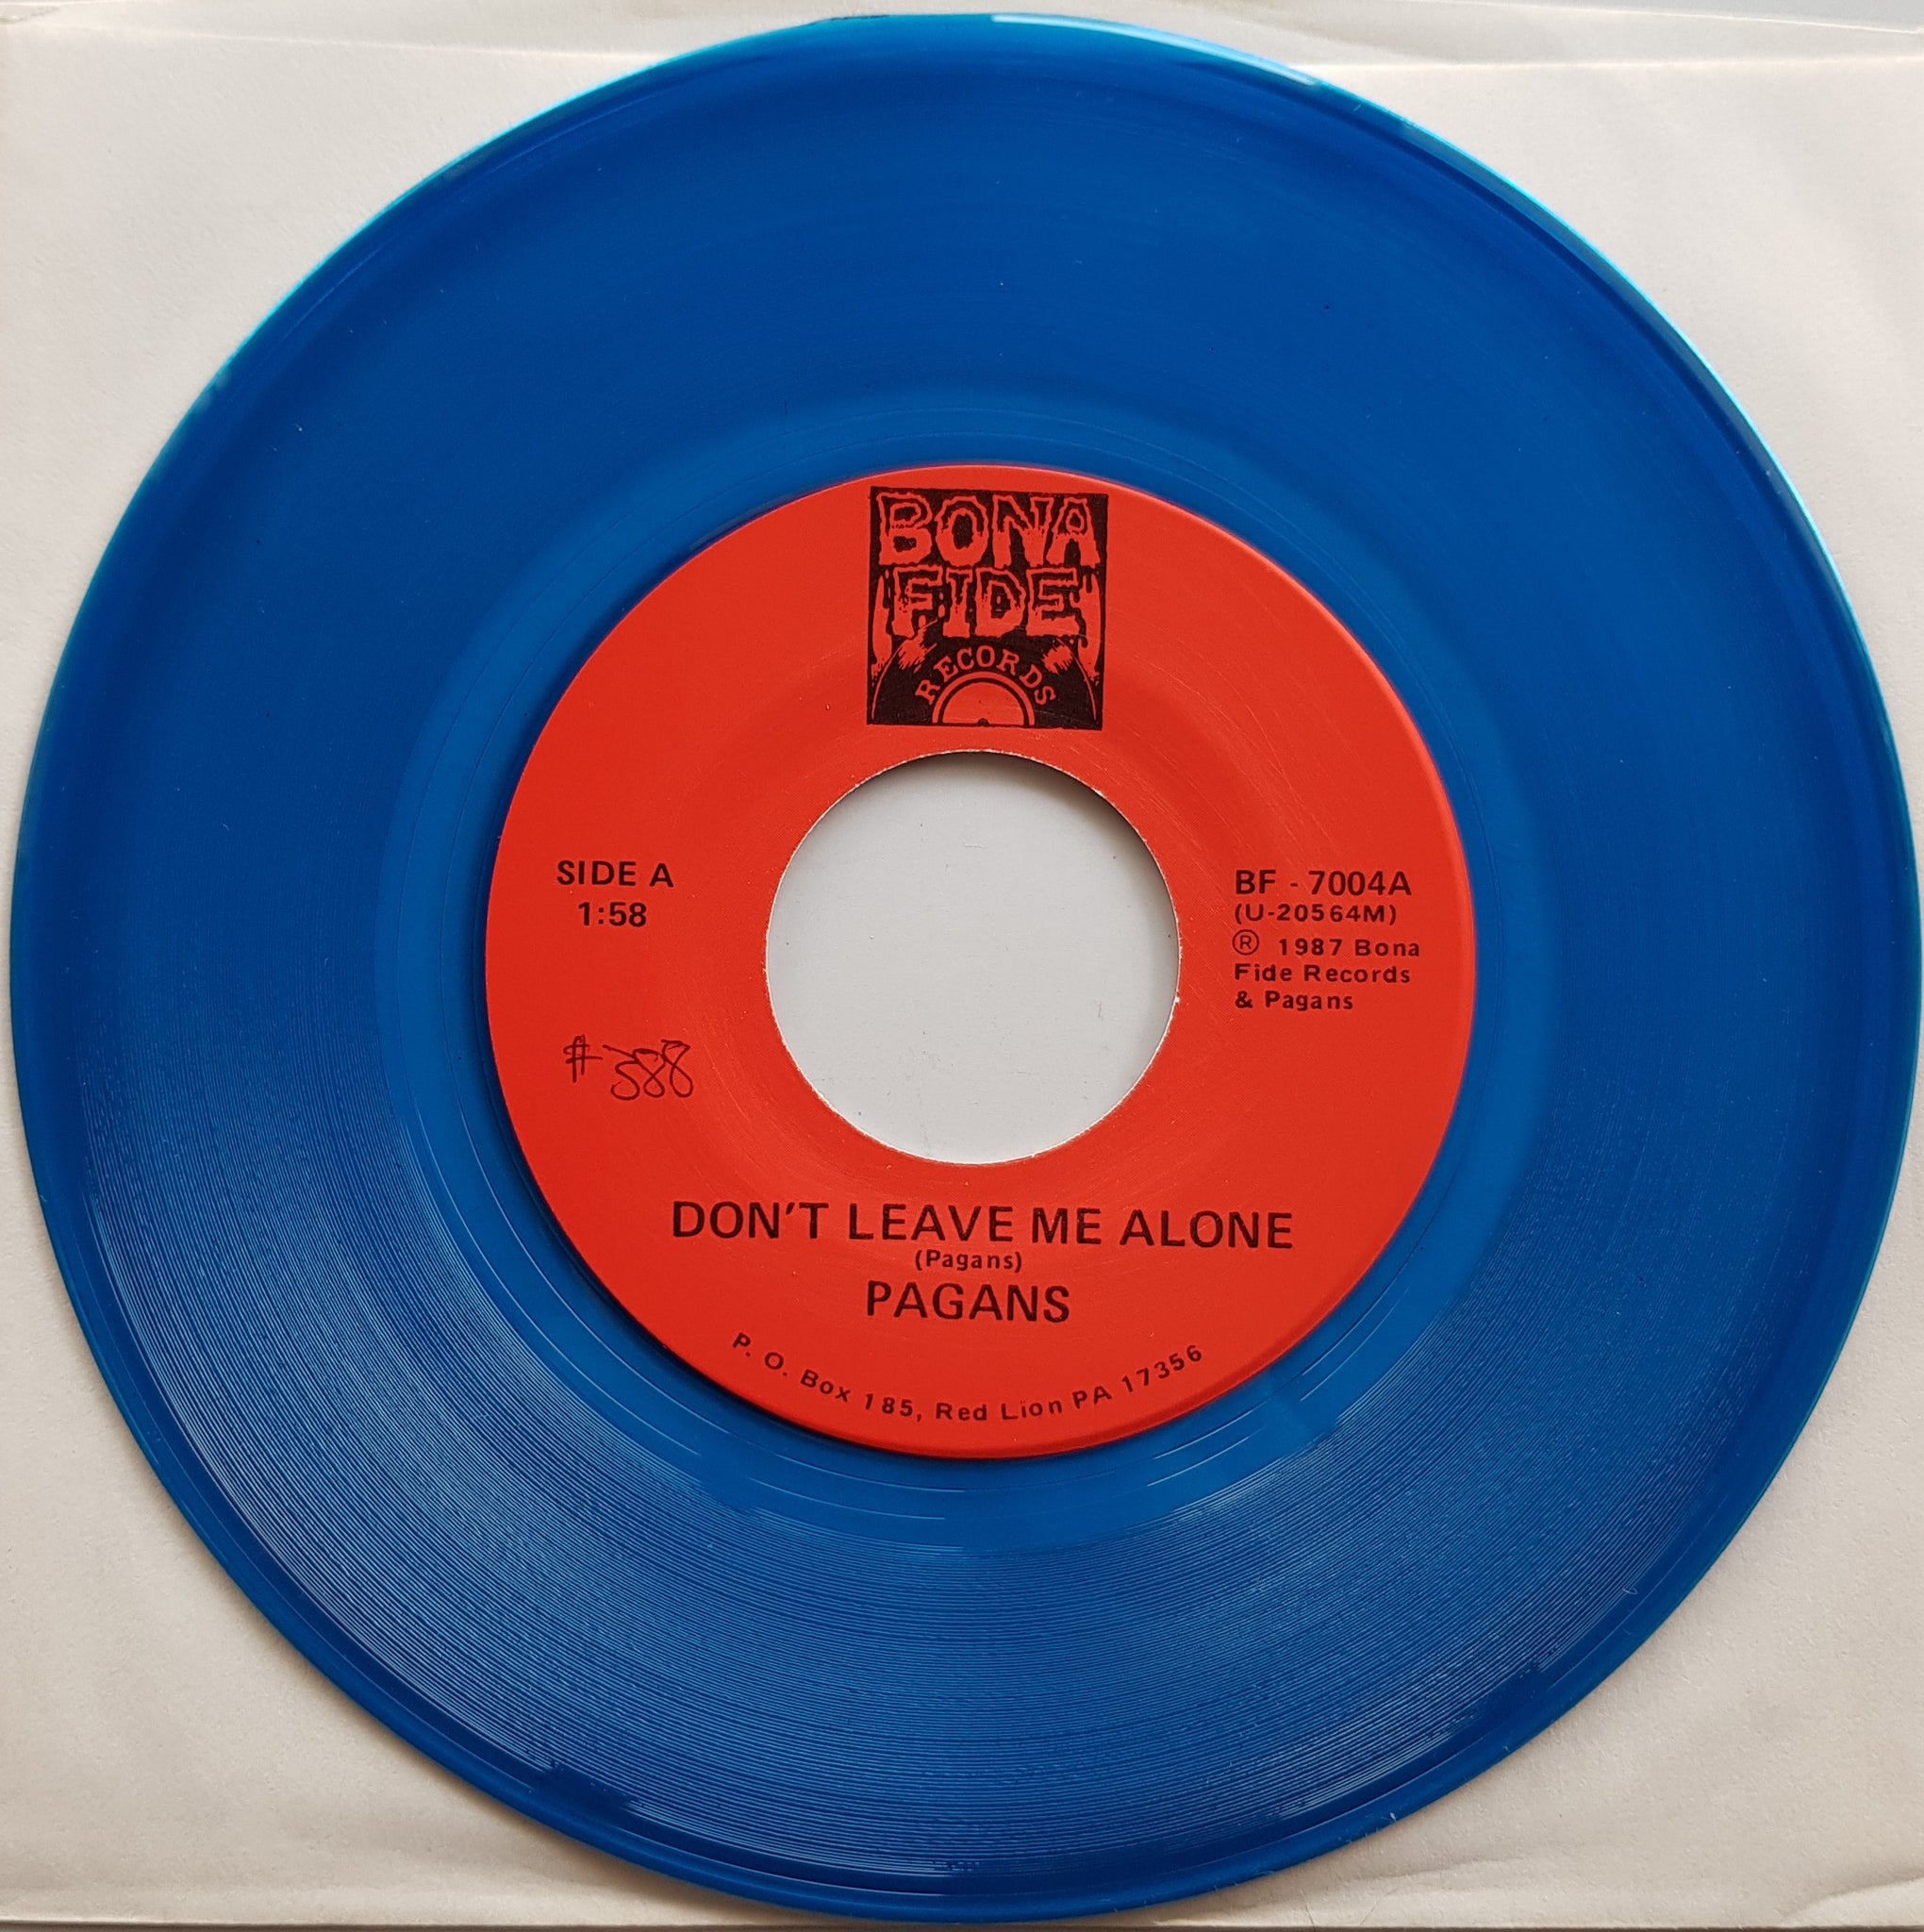 BONA
FIDE
RECORDS
SIDE A
1:58
BF - 7004A
(U-20564M)
® 1987 Bona
Fide Records
& Pagans
#388
DON'T LEAVE ME ALONE
(Pagans)
PAGANS
P. O. Box 185, Red Lion PA 17356